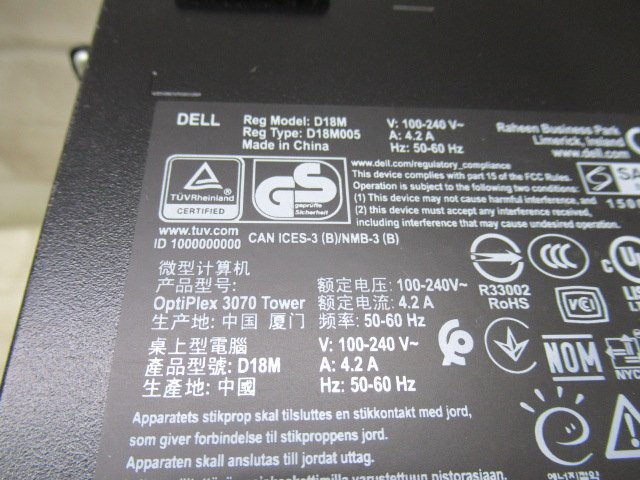 DELL
Reg Model: D18M
Reg Type: D18M005
Made in China
V: 100-240 V~
A: 4.2 A
Hz: 50-60 Hz
Raheen Business Park
Limerick, Ireland
www.dell.com/regulatory_compliance
This device complies with part 15 of the FCC Rules.
Operation is subject to the following two conditions:
(1) This device may not cause harmful interference, and
(2) this device must accept any interference received,
including interference that may cause undesired operation.
TÜVRheinland
CERTIFIED
GS
geprüfte
Sicherheit
www.tuv.com
ID 1000000000
CAN ICES-3 (B)/NMB-3 (B)
R33002
RoHS
微型计算机
产品型号:
OptiPlex 3070 Tower
生产地: 中国 厦门
额定电压: 100-240V~
额定电流: 4.2 A
频率: 50-60 Hz
桌上型電腦
產品型號: D18M
生產地: 中國
V: 100-240 V~
A: 4.2 A
Hz: 50-60 Hz
VCI
NOM
NYC
Apparatets stikprop skal tilsluttes en stikkontakt med jord,
som giver forbindelse til stikproppens jord.
Apparaten skall anslutas till jordat uttag
에너지절약